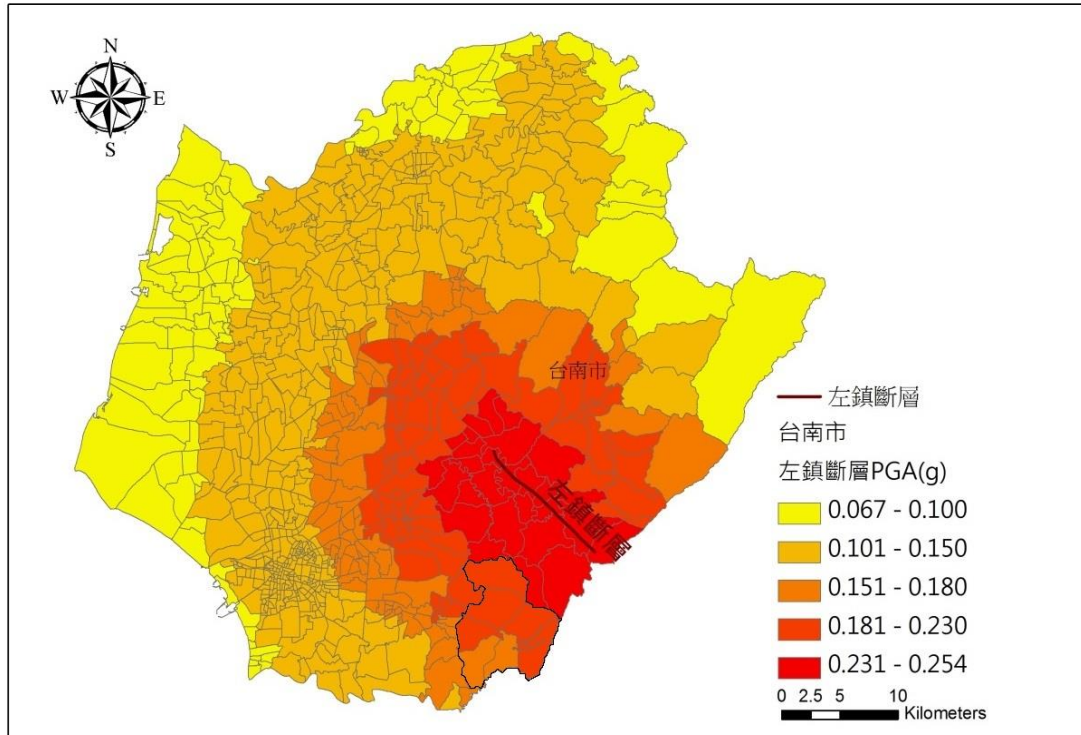 N
W E
S
台南市
左鎮斷層
左鎮斷層
台南市
左鎮斷層PGA(g)
0.067 - 0.100
0.101 - 0.150
0.151 - 0.180
0.181 - 0.230
0.231 - 0.254
0 2.5 5 10
Kilometers